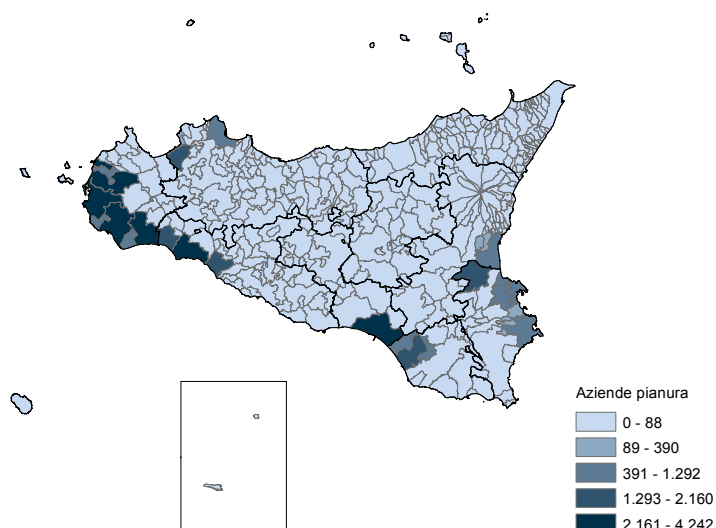 Aziende pianura
0 - 88
89 - 390
391 - 1.292
1.293 - 2.160
2.161 - 4.242